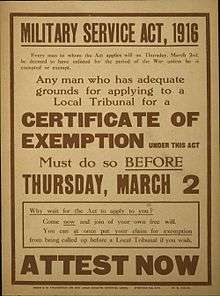 MILITARY SERVICE ACT, 1916
Every man to whom the Act applies will on Thursday, March 2nd,
be deemed to have enlisted for the period of the War unless he is
exempted or exempt.
Any man who has adequate
grounds for applying to a
Local Tribunal for a
CERTIFICATE OF
EXEMPTION UNDER THIS ACT
Must do so BEFORE
THURSDAY, MARCH 2
Why wait for the Act to apply to you?
Come now and join of your own free will.
You can at once put your claim for exemption
from being called up before a Local Tribunal if you wish.
ATTEST NOW